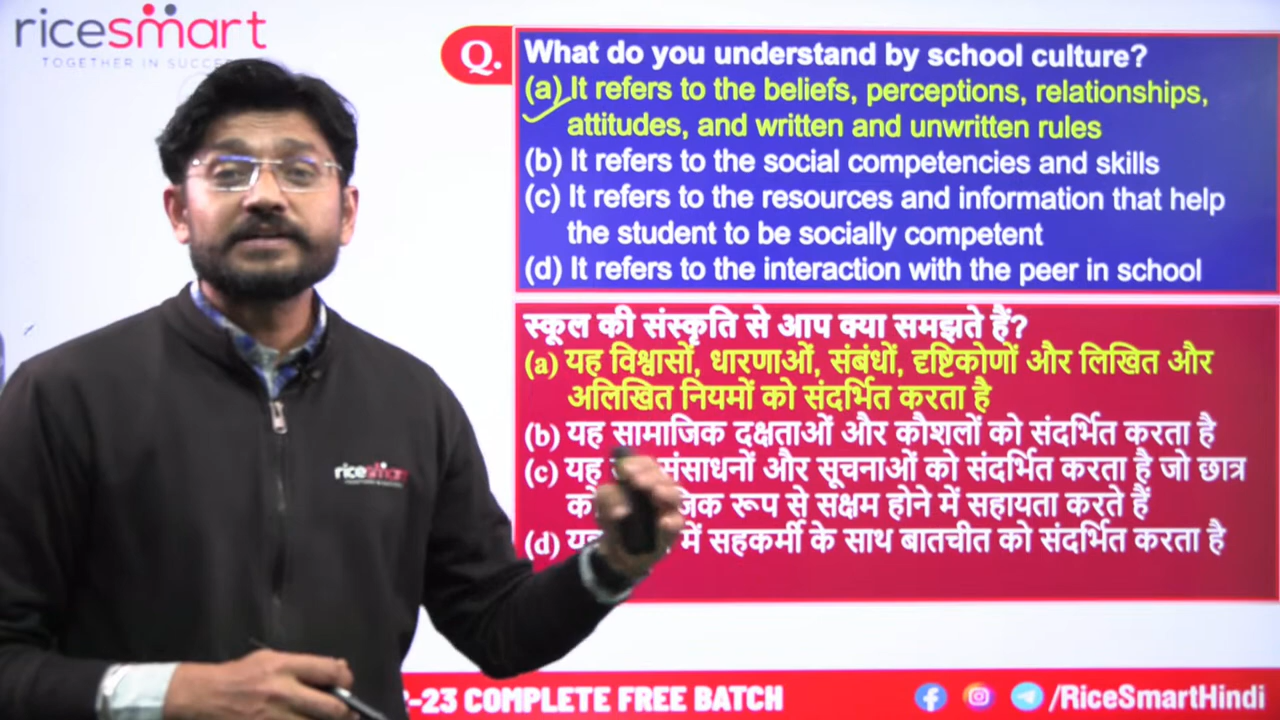 ricesmart
TOGETHER IN SUCCE
Q.
What do you understand by school culture?
(a) It refers to the beliefs, perceptions, relationships,
attitudes, and written and unwritten rules
(b) It refers to the social competencies and skills
(c) It refers to the resources and information that help
the student to be socially competent
(d) It refers to the interaction with the peer in school
स्कूल की संस्कृति से आप क्या समझते हैं?
(a) यह विश्वासों, धारणाओं, संबंधों, दृष्टिकोणों और लिखित और
अलिखित नियमों को संदर्भित करता है
(b) यह सामाजिक दक्षताओं और कौशलों को संदर्भित करता है
(c) यह संसाधनों और सूचनाओं को संदर्भित करता है जो छात्र
को जिक रूप से सक्षम होने में सहायता करते हैं
(d) में सहकर्मी के साथ बातचीत को संदर्भित करता है
ricesmart
-23 COMPLETE FREE BATCH
/RiceSmartHindi